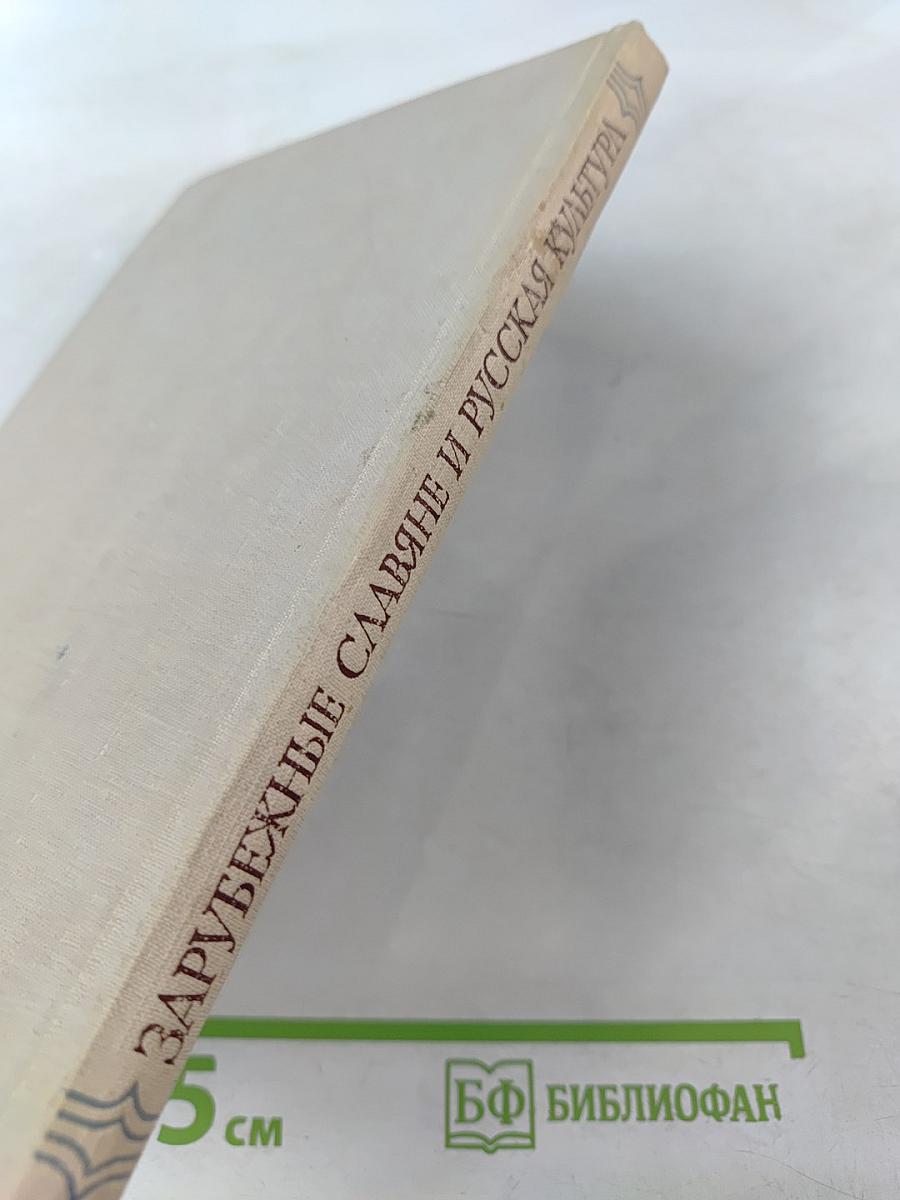 ЗАРУБЕЖНЫЕ СЛАВЯНЕ И РУССКАЯ КУЛЬТУРА
5 см
БФ БИБЛИОФАН